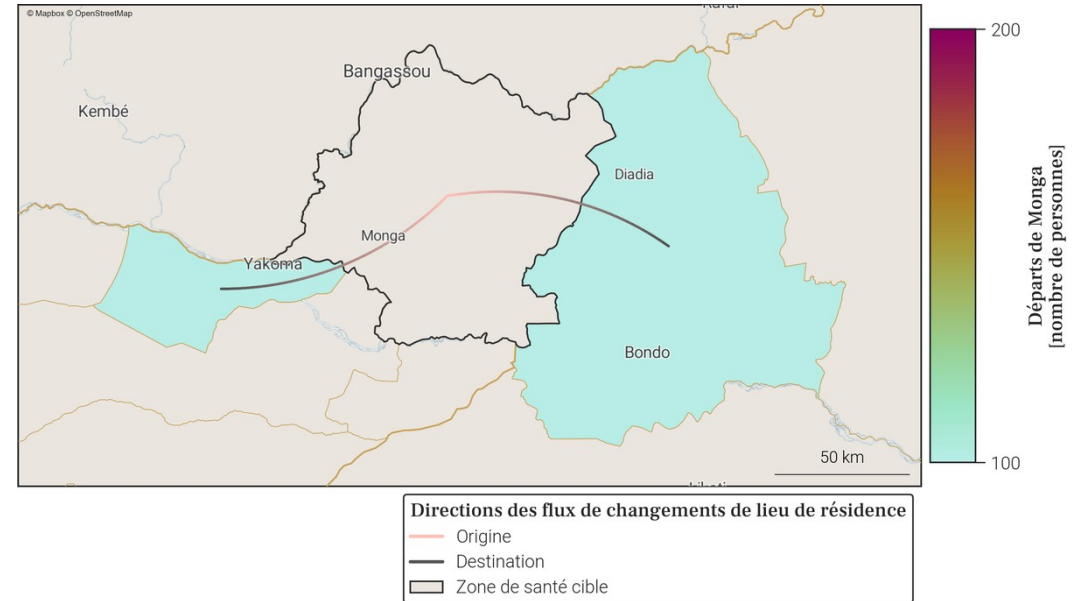 © Mapbox © OpenStreetMap
Bangassou
Kembé
Diadia
Monga
Yakoma
Bondo
50 km
200
100
Départs de Monga
[nombre de personnes]
Directions des flux de changements de lieu de résidence
Origine
Destination
Zone de santé cible